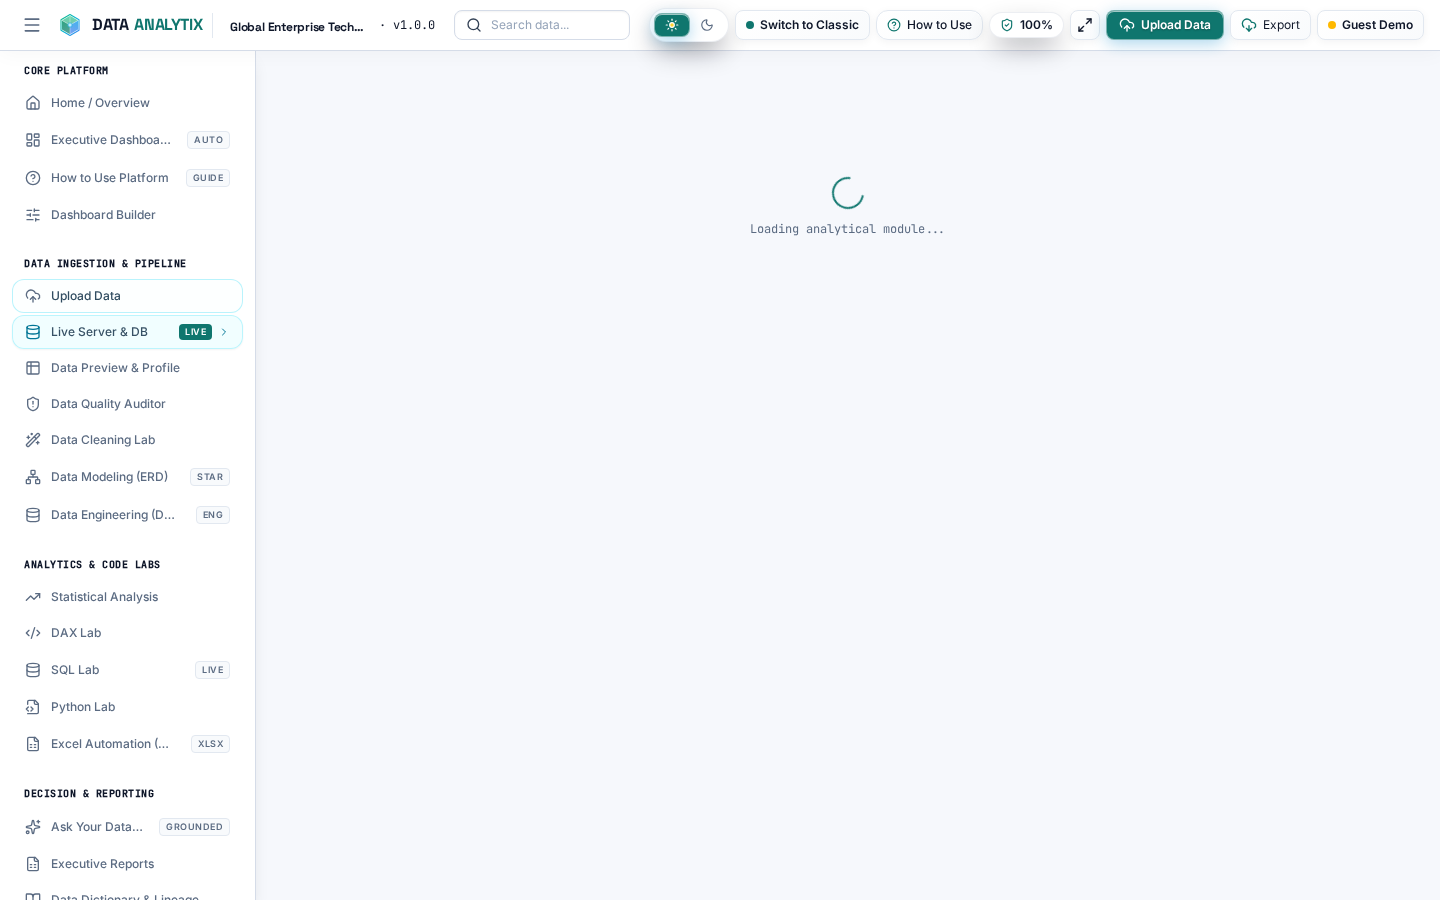 DATA ANALYTIX
Global Enterprise Tech...
· v1.0.0
Search data...
Switch to Classic
How to Use
100%
Upload Data
Export
Guest Demo
CORE PLATFORM
Home / Overview
Executive Dashboa... AUTO
How to Use Platform GUIDE
Dashboard Builder
DATA INGESTION & PIPELINE
Upload Data
Live Server & DB LIVE
Data Preview & Profile
Data Quality Auditor
Data Cleaning Lab
Data Modeling (ERD) STAR
Data Engineering (D... ENG
ANALYTICS & CODE LABS
Statistical Analysis
DAX Lab
SQL Lab LIVE
Python Lab
Excel Automation (... XLSX
DECISION & REPORTING
Ask Your Data... GROUNDED
Executive Reports
Data Dictionary & Lineage
Loading analytical module...